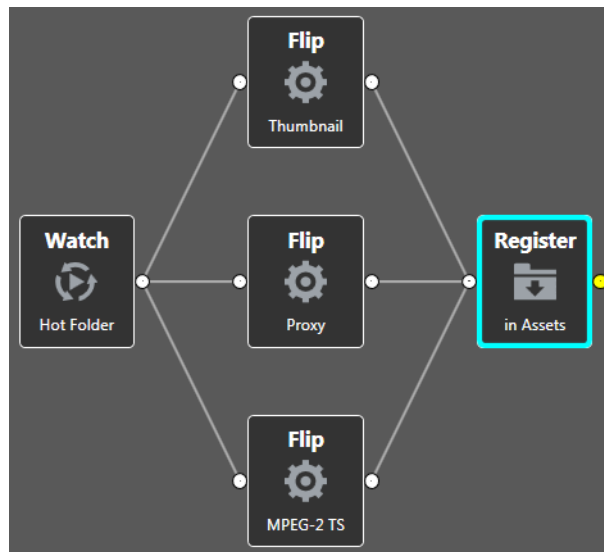 Flip
Thumbnail
Watch
Hot Folder
Flip
Proxy
Register
in Assets
Flip
MPEG-2 TS